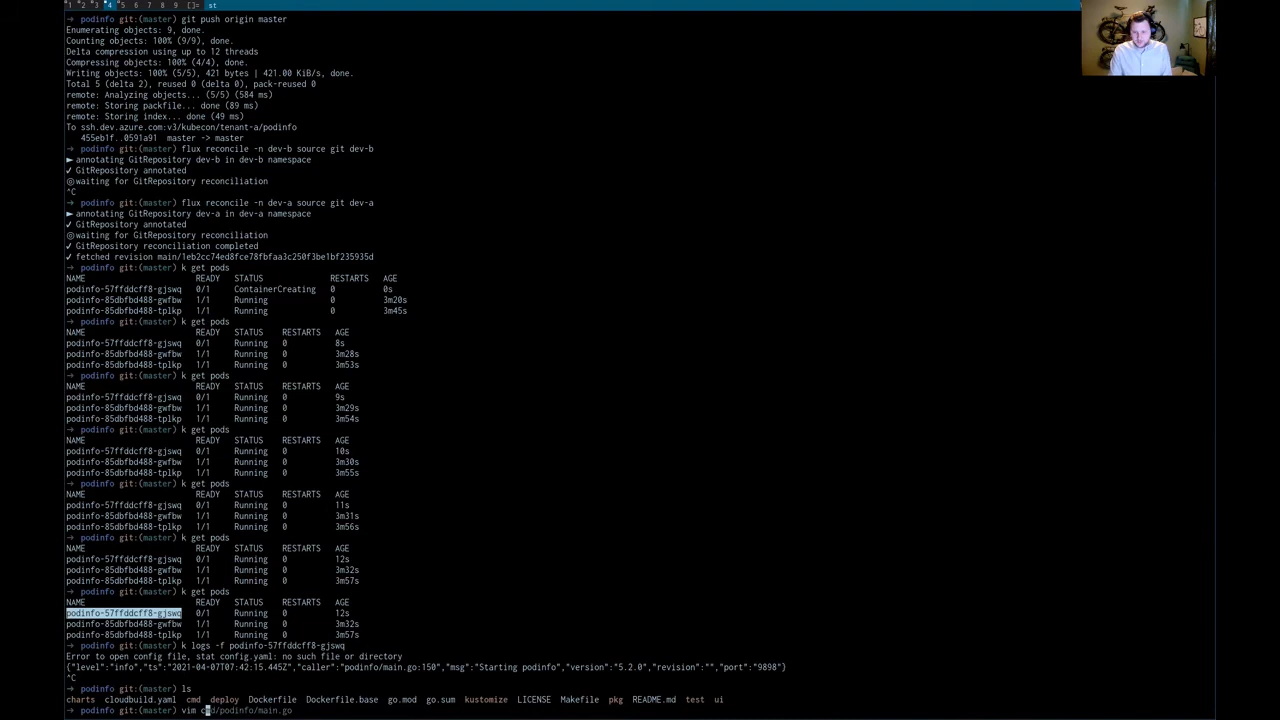 1 2 3 4 5 6 7 8 9 []= st
→ podinfo git:(master) git push origin master
Enumerating objects: 9, done.
Counting objects: 100% (9/9), done.
Delta compression using up to 12 threads
Compressing objects: 100% (4/4), done.
Writing objects: 100% (5/5), 421 bytes | 421.00 KiB/s, done.
Total 5 (delta 2), reused 0 (delta 0), pack-reused 0
remote: Analyzing objects... (5/5) (584 ms)
remote: Storing packfile... done (89 ms)
remote: Storing index... done (49 ms)
To ssh.dev.azure.com:v3/kubecon/tenant-a/podinfo
455eb1f..0591a91 master -> master
→ podinfo git:(master) flux reconcile -n dev-b source git dev-b
► annotating GitRepository dev-b in dev-b namespace
✔ GitRepository annotated
◎ waiting for GitRepository reconciliation
^C
→ podinfo git:(master) flux reconcile -n dev-a source git dev-a
► annotating GitRepository dev-a in dev-a namespace
✔ GitRepository annotated
◎ waiting for GitRepository reconciliation
✔ GitRepository reconciliation completed
✔ fetched revision main/1eb2cc74ed8fce78fbfaa3c250f3be1bf235935d
→ podinfo git:(master) k get pods
NAME READY STATUS RESTARTS AGE
podinfo-57ffddcff8-gjswq 0/1 ContainerCreating 0 0s
podinfo-85dbfbd488-gwfbw 1/1 Running 0 3m20s
podinfo-85dbfbd488-tplkp 1/1 Running 0 3m45s
→ podinfo git:(master) k get pods
NAME READY STATUS RESTARTS AGE
podinfo-57ffddcff8-gjswq 0/1 Running 0 8s
podinfo-85dbfbd488-gwfbw 1/1 Running 0 3m28s
podinfo-85dbfbd488-tplkp 1/1 Running 0 3m53s
→ podinfo git:(master) k get pods
NAME READY STATUS RESTARTS AGE
podinfo-57ffddcff8-gjswq 0/1 Running 0 9s
podinfo-85dbfbd488-gwfbw 1/1 Running 0 3m29s
podinfo-85dbfbd488-tplkp 1/1 Running 0 3m54s
→ podinfo git:(master) k get pods
NAME READY STATUS RESTARTS AGE
podinfo-57ffddcff8-gjswq 0/1 Running 0 10s
podinfo-85dbfbd488-gwfbw 1/1 Running 0 3m30s
podinfo-85dbfbd488-tplkp 1/1 Running 0 3m55s
→ podinfo git:(master) k get pods
NAME READY STATUS RESTARTS AGE
podinfo-57ffddcff8-gjswq 0/1 Running 0 11s
podinfo-85dbfbd488-gwfbw 1/1 Running 0 3m31s
podinfo-85dbfbd488-tplkp 1/1 Running 0 3m56s
→ podinfo git:(master) k get pods
NAME READY STATUS RESTARTS AGE
podinfo-57ffddcff8-gjswq 0/1 Running 0 12s
podinfo-85dbfbd488-gwfbw 1/1 Running 0 3m32s
podinfo-85dbfbd488-tplkp 1/1 Running 0 3m57s
→ podinfo git:(master) k get pods
NAME READY STATUS RESTARTS AGE
podinfo-57ffddcff8-gjswq 0/1 Running 0 12s
podinfo-85dbfbd488-gwfbw 1/1 Running 0 3m32s
podinfo-85dbfbd488-tplkp 1/1 Running 0 3m57s
→ podinfo git:(master) k logs -f podinfo-57ffddcff8-gjswq
Error to open config file, stat config.yaml: no such file or directory
{"level":"info","ts":"2021-04-07T07:42:15.445Z","caller":"podinfo/main.go:150","msg":"Starting podinfo","version":"5.2.0","revision":"","port":"9898"}
^C
→ podinfo git:(master) ls
charts cloudbuild.yaml cmd deploy Dockerfile Dockerfile.base go.mod go.sum kustomize LICENSE Makefile pkg README.md test ui
→ podinfo git:(master) vim cmd/podinfo/main.go